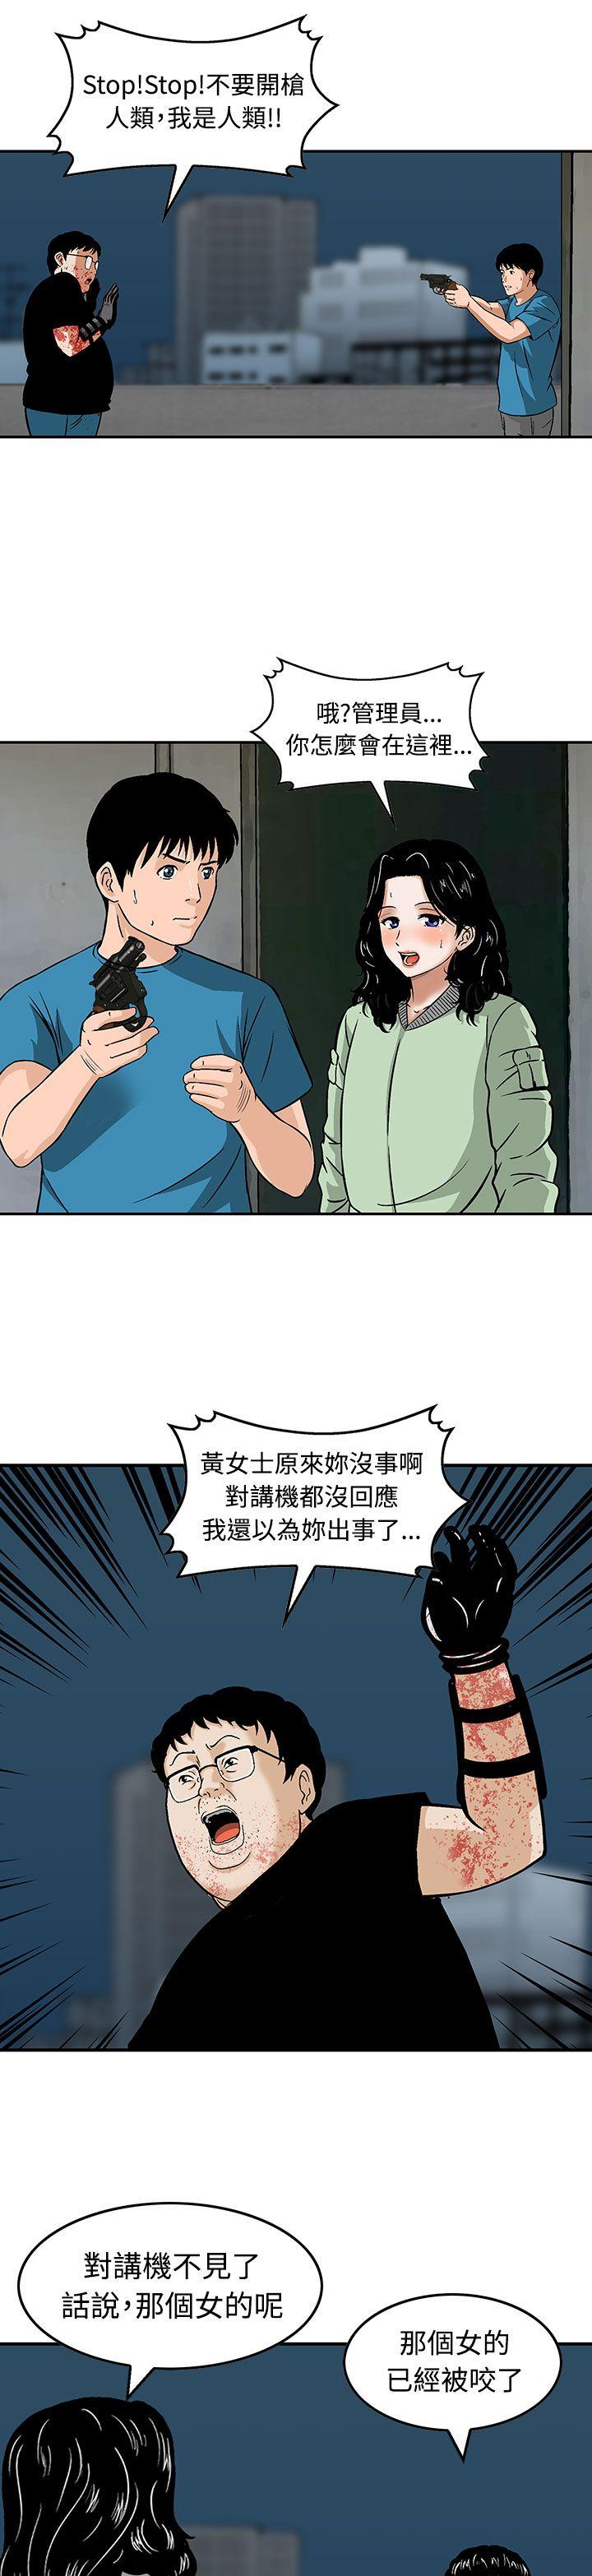 Stop!Stop!不要開槍
人類,我是人類!!
哦?管理員...
你怎麼會在這裡...
黃女士原來妳沒事啊
對講機都沒回應
我還以為妳出事了...
對講機不見了
話說,那個女的呢
那個女的
已經被咬了